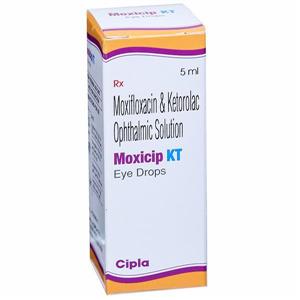 5 ml
Rx
Moxifloxacin & Ketorolac
Ophthalmic Solution
Moxicip KT
Eye Drops
Cipla